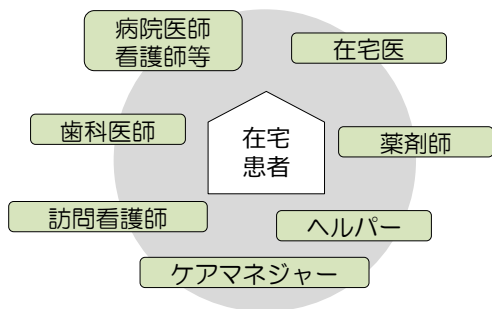 病院医師
看護師等
在宅医
歯科医師
在宅
患者
薬剤師
訪問看護師
ヘルパー
ケアマネジャー